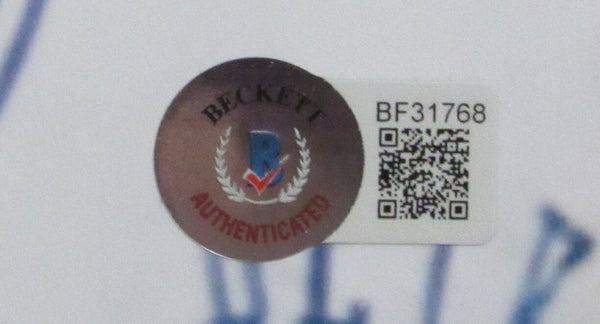 BECKETT
B
AUTHENTICATED
BF31768